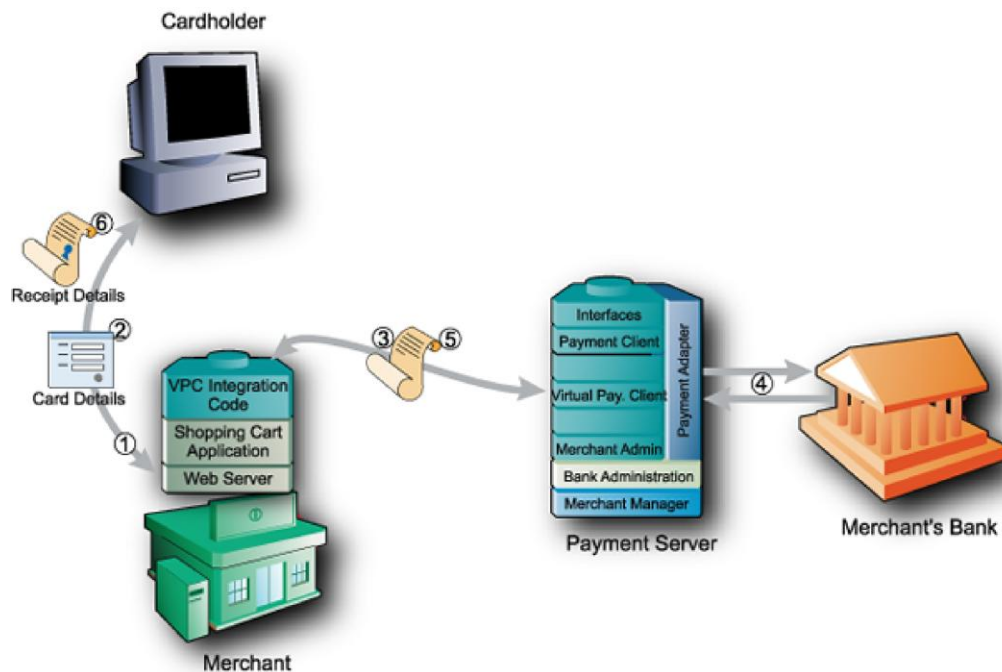 Cardholder
⑥
Receipt Details
②
Card Details
①
VPC Integration
Code
Shopping Cart
Application
Web Server
Merchant
③
⑤
Interfaces
Payment Client
Virtual Pay. Client
Merchant Admin
Payment Adapter
Bank Administration
Merchant Manager
Payment Server
④
Merchant's Bank